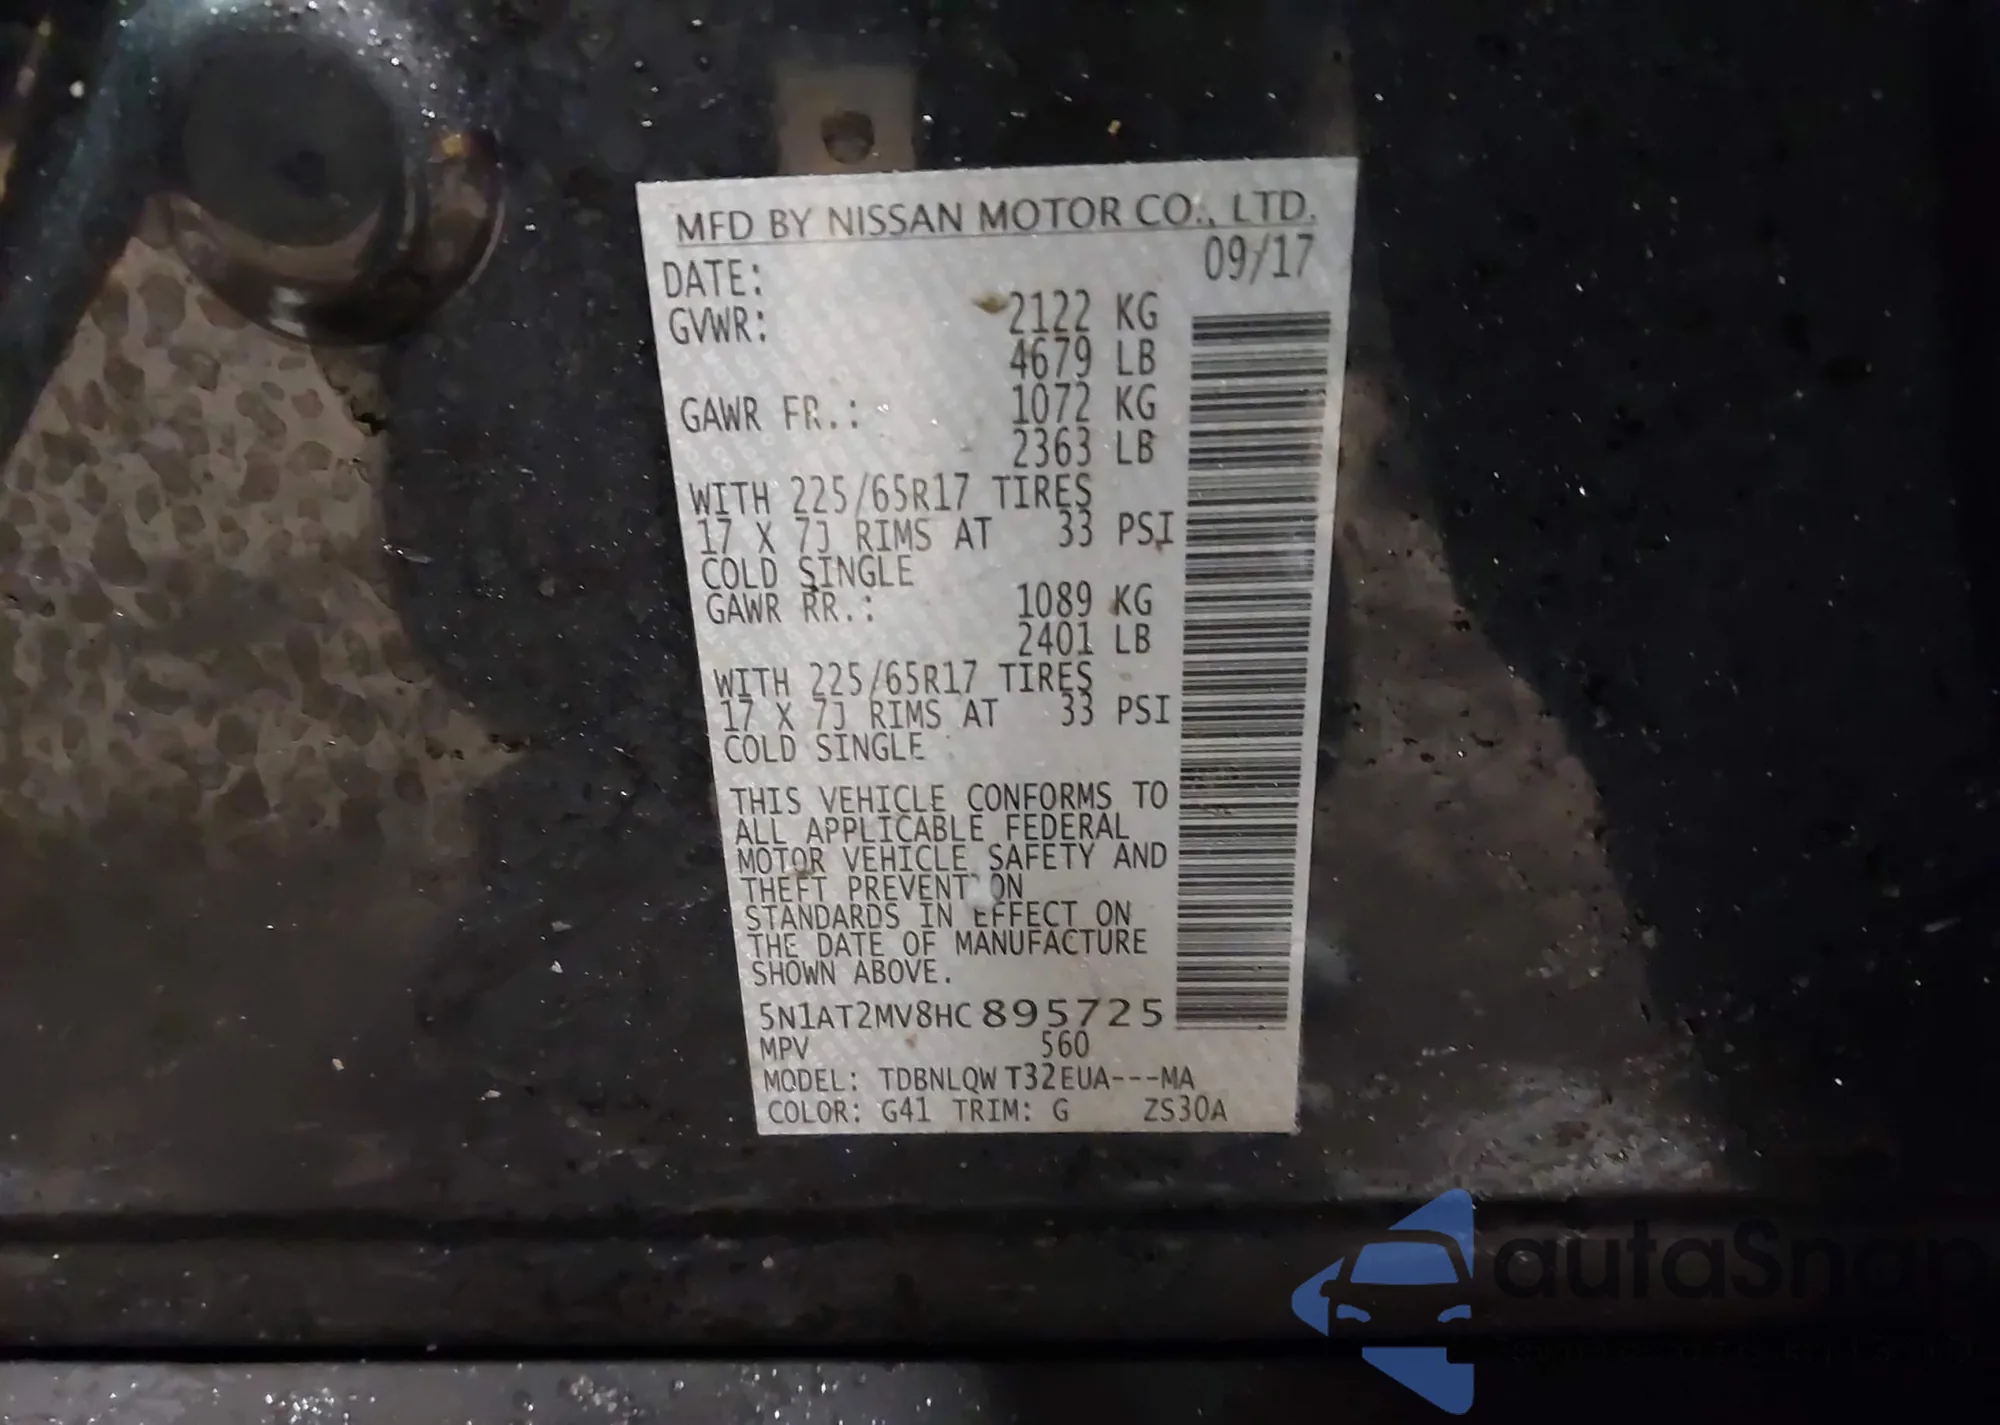 MFD BY NISSAN MOTOR CO., LTD.
DATE: 09/17
GVWR: 2122 KG
4679 LB
GAWR FR.: 1072 KG
2363 LB
WITH 225/65R17 TIRES
17 X 7J RIMS AT 33 PSI
COLD SINGLE
GAWR RR.: 1089 KG
2401 LB
WITH 225/65R17 TIRES
17 X 7J RIMS AT 33 PSI
COLD SINGLE
THIS VEHICLE CONFORMS TO
ALL APPLICABLE FEDERAL
MOTOR VEHICLE SAFETY AND
THEFT PREVENTION
STANDARDS IN EFFECT ON
THE DATE OF MANUFACTURE
SHOWN ABOVE.
5N1AT2MV8HC895725
MPV 560
MODEL: TDBNLQW T32EUA---MA
COLOR: G41 TRIM: G ZS30A
autaSnap